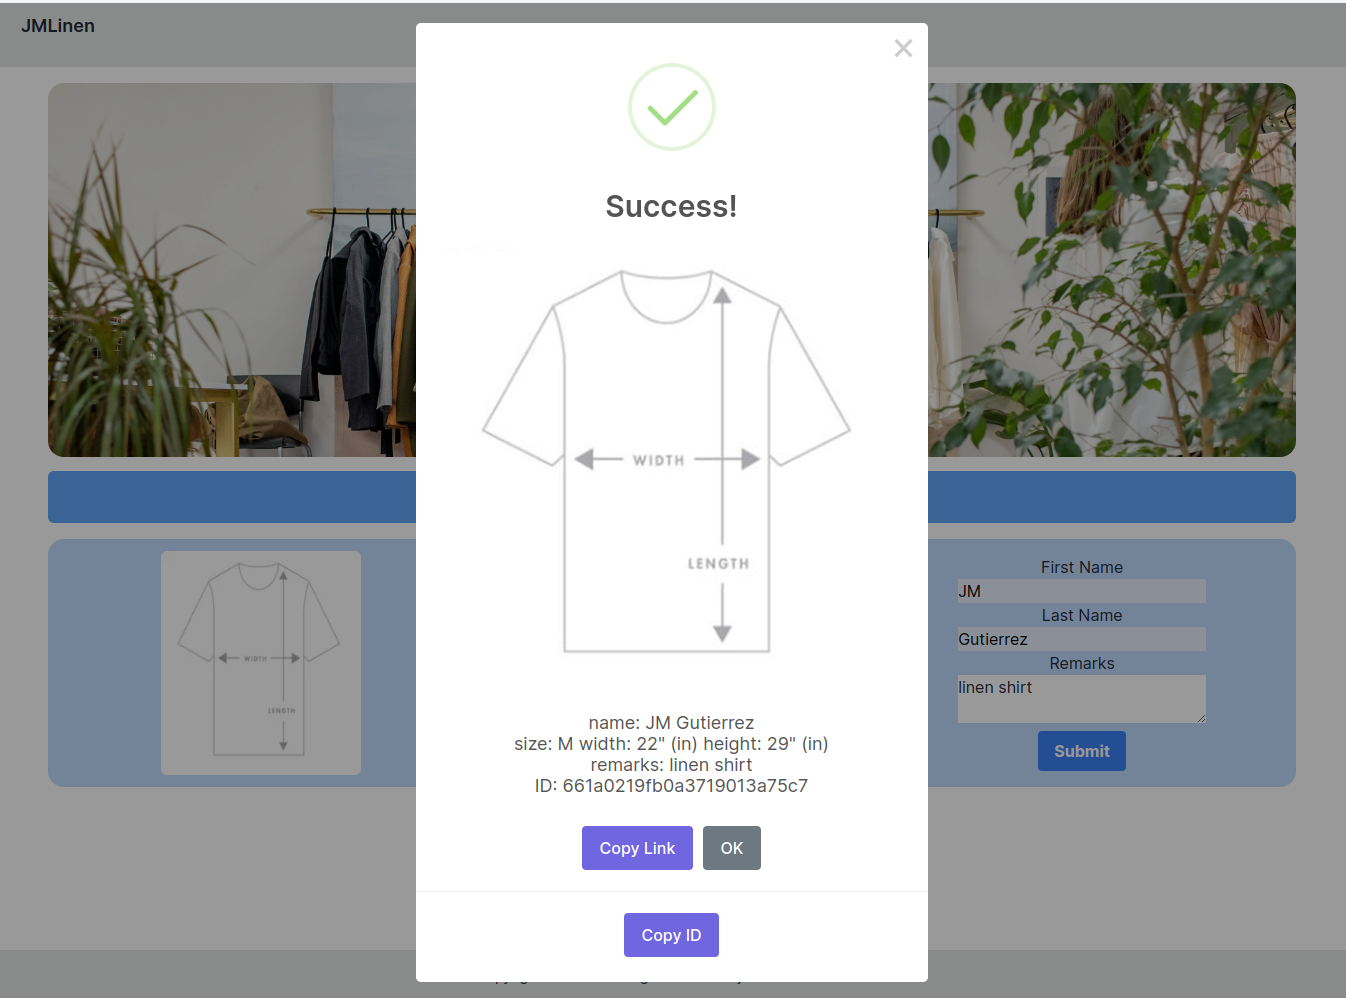 JMLinen
×
Success!
WIDTH
LENGTH
name: JM Gutierrez
size: M width: 22" (in) height: 29" (in)
remarks: linen shirt
ID: 661a0219fb0a3719013a75c7
Copy Link
OK
Copy ID
WIDTH
LENGTH
First Name
JM
Last Name
Gutierrez
Remarks
linen shirt
Submit